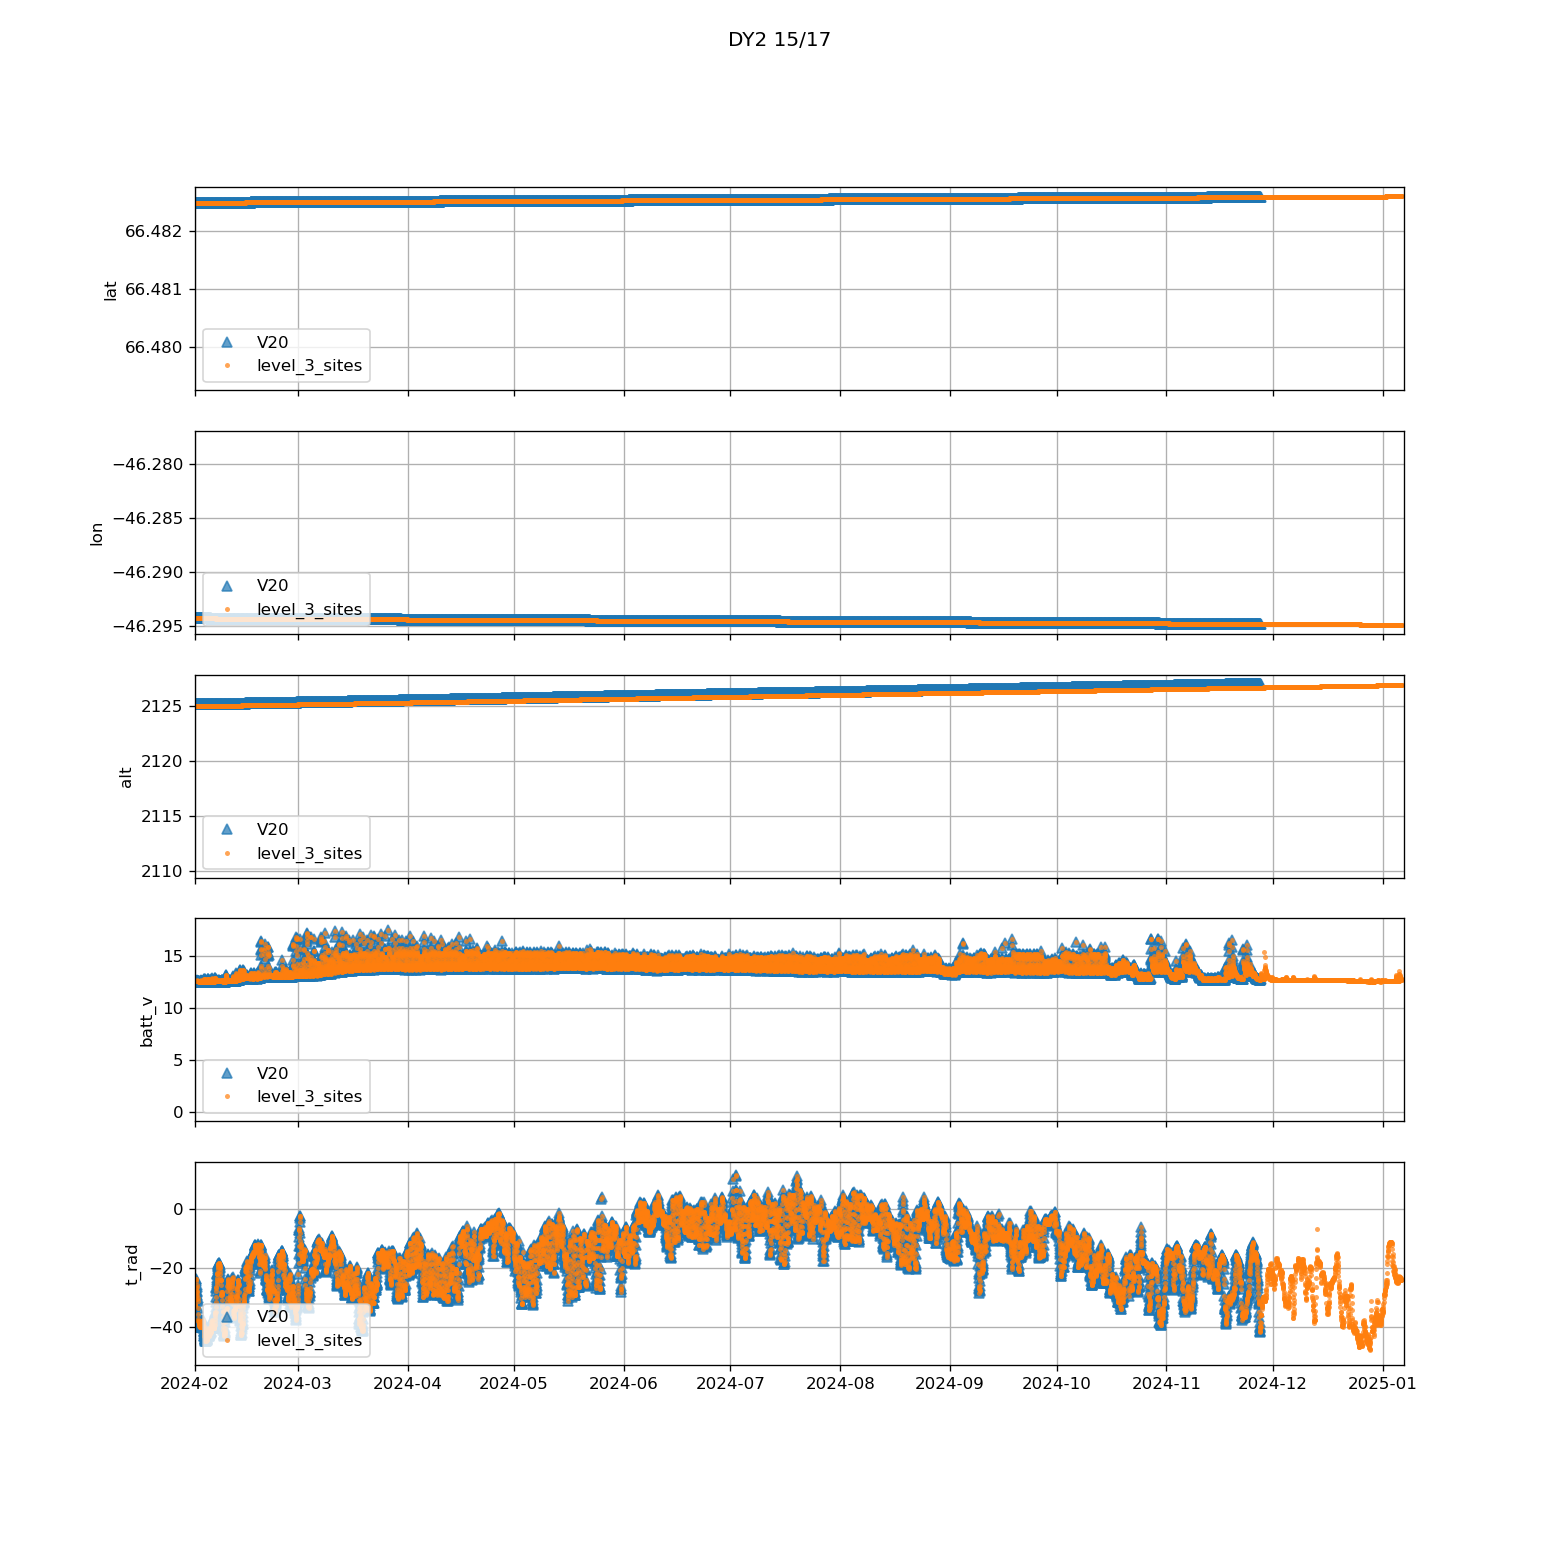 DY2 15/17
66.482
66.481
66.480
lat
V20
level_3_sites
−46.280
−46.285
−46.290
−46.295
lon
V20
level_3_sites
2125
2120
2115
2110
alt
V20
level_3_sites
15
10
5
0
batt_v
V20
level_3_sites
0
−20
−40
t_rad
V20
level_3_sites
2024-02 2024-03 2024-04 2024-05 2024-06 2024-07 2024-08 2024-09 2024-10 2024-11 2024-12 2025-01